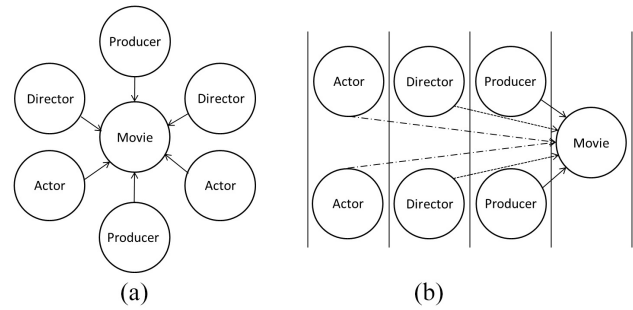 Producer
Director
Director
Movie
Actor
Actor
Producer
(a)
Actor
Director
Producer
Movie
Actor
Director
Producer
(b)